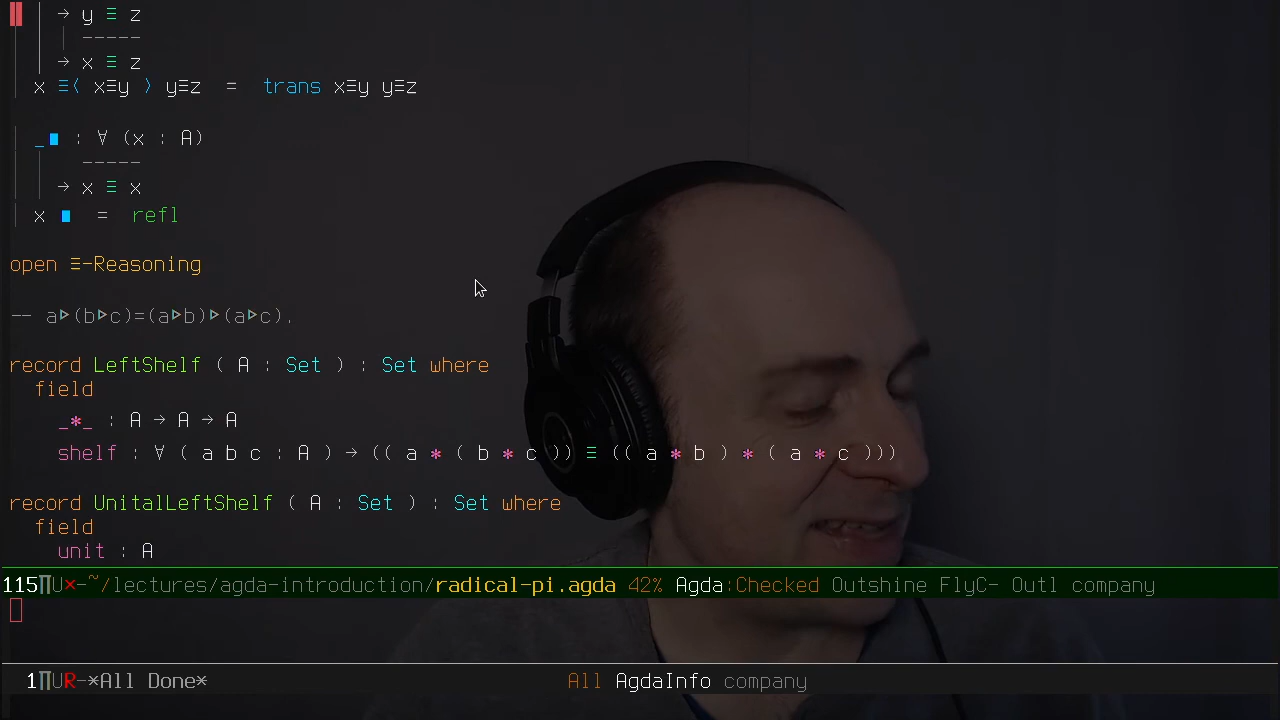 → y ≡ z
-----
→ x ≡ z
x ≡⟨ x≡y ⟩ y≡z = trans x≡y y≡z
_∎ : ∀ (x : A)
-----
→ x ≡ x
x ∎ = refl
open ≡-Reasoning
-- a▹(b▹c)=(a▹b)▹(a▹c).
record LeftShelf ( A : Set ) : Set where
field
_*_ : A → A → A
shelf : ∀ ( a b c : A ) → (( a * ( b * c )) ≡ (( a * b ) * ( a * c )))
record UnitalLeftShelf ( A : Set ) : Set where
field
unit : A
115∏U×-~/lectures/agda-introduction/radical-pi.agda 42% Agda:Checked Outshine FlyC- Outl company
1∏UR-*All Done* All AgdaInfo company